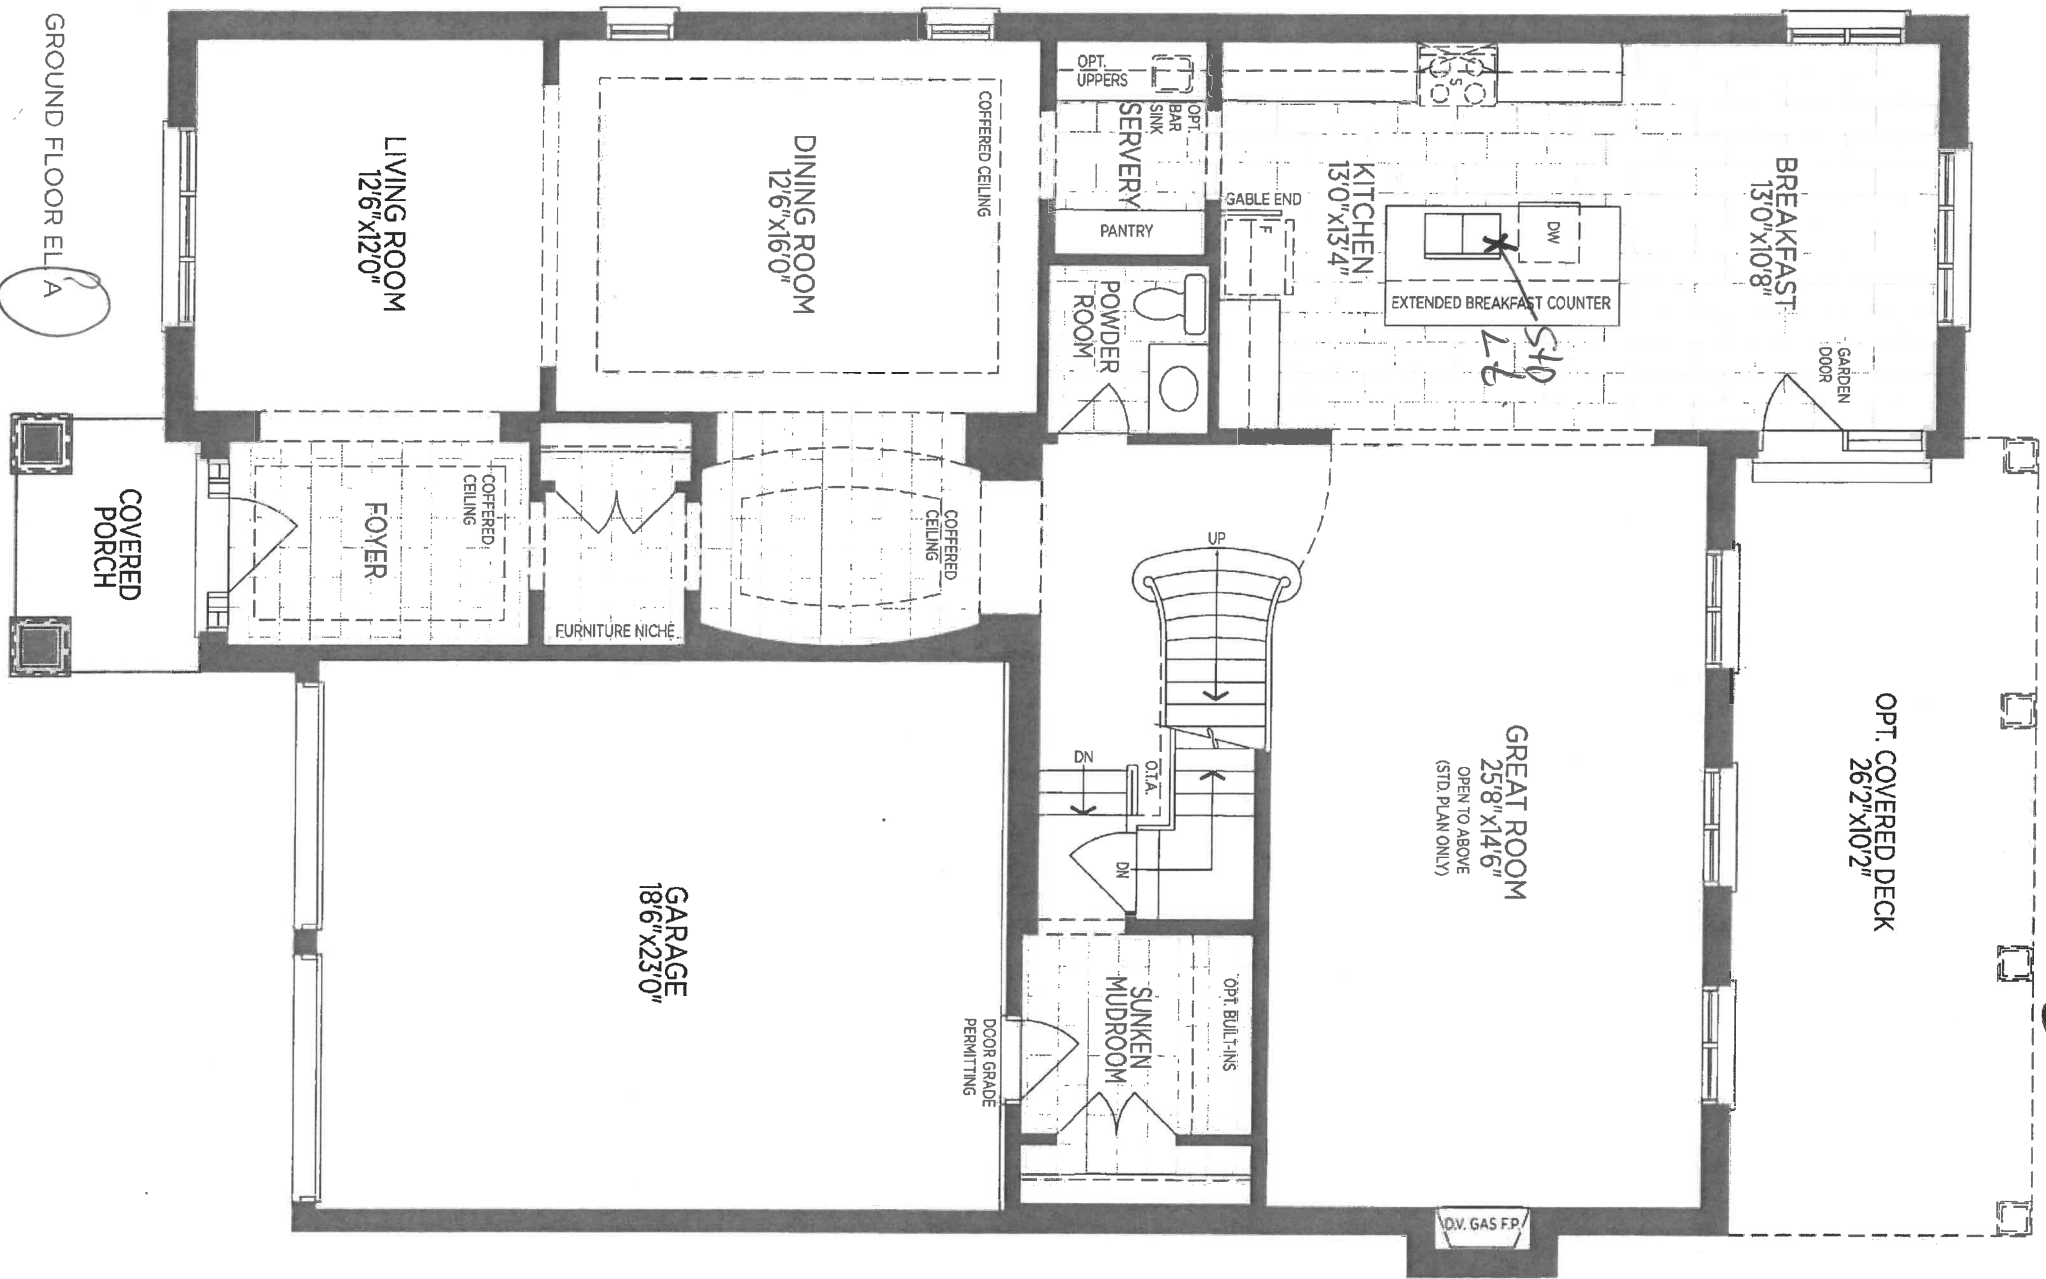 GROUND FLOOR EL. A
LIVING ROOM
12'6"x12'0"
DINING ROOM
12'6"x16'0"
COFFERED CEILING
OPT.
UPPERS
OPT.
BAR
SINK
SERVERY
PANTRY
POWDER
ROOM
S
GABLE END
F
KITCHEN
13'0"x13'4"
DW
EXTENDED BREAKFAST COUNTER
STD
BREAKFAST
13'0"x10'8"
GARDEN
DOOR
COVERED
PORCH
FOYER
COFFERED
CEILING
FURNITURE NICHE
COFFERED
CEILING
UP
DN
O.T.A.
DN
GREAT ROOM
25'8"x14'6"
OPEN TO ABOVE
(STD. PLAN ONLY)
OPT. COVERED DECK
26'2"x10'2"
GARAGE
18'6"x23'0"
DOOR GRADE
PERMITTING
SUNKEN
MUDROOM
OPT. BUILT-INS
D.V. GAS F.P.